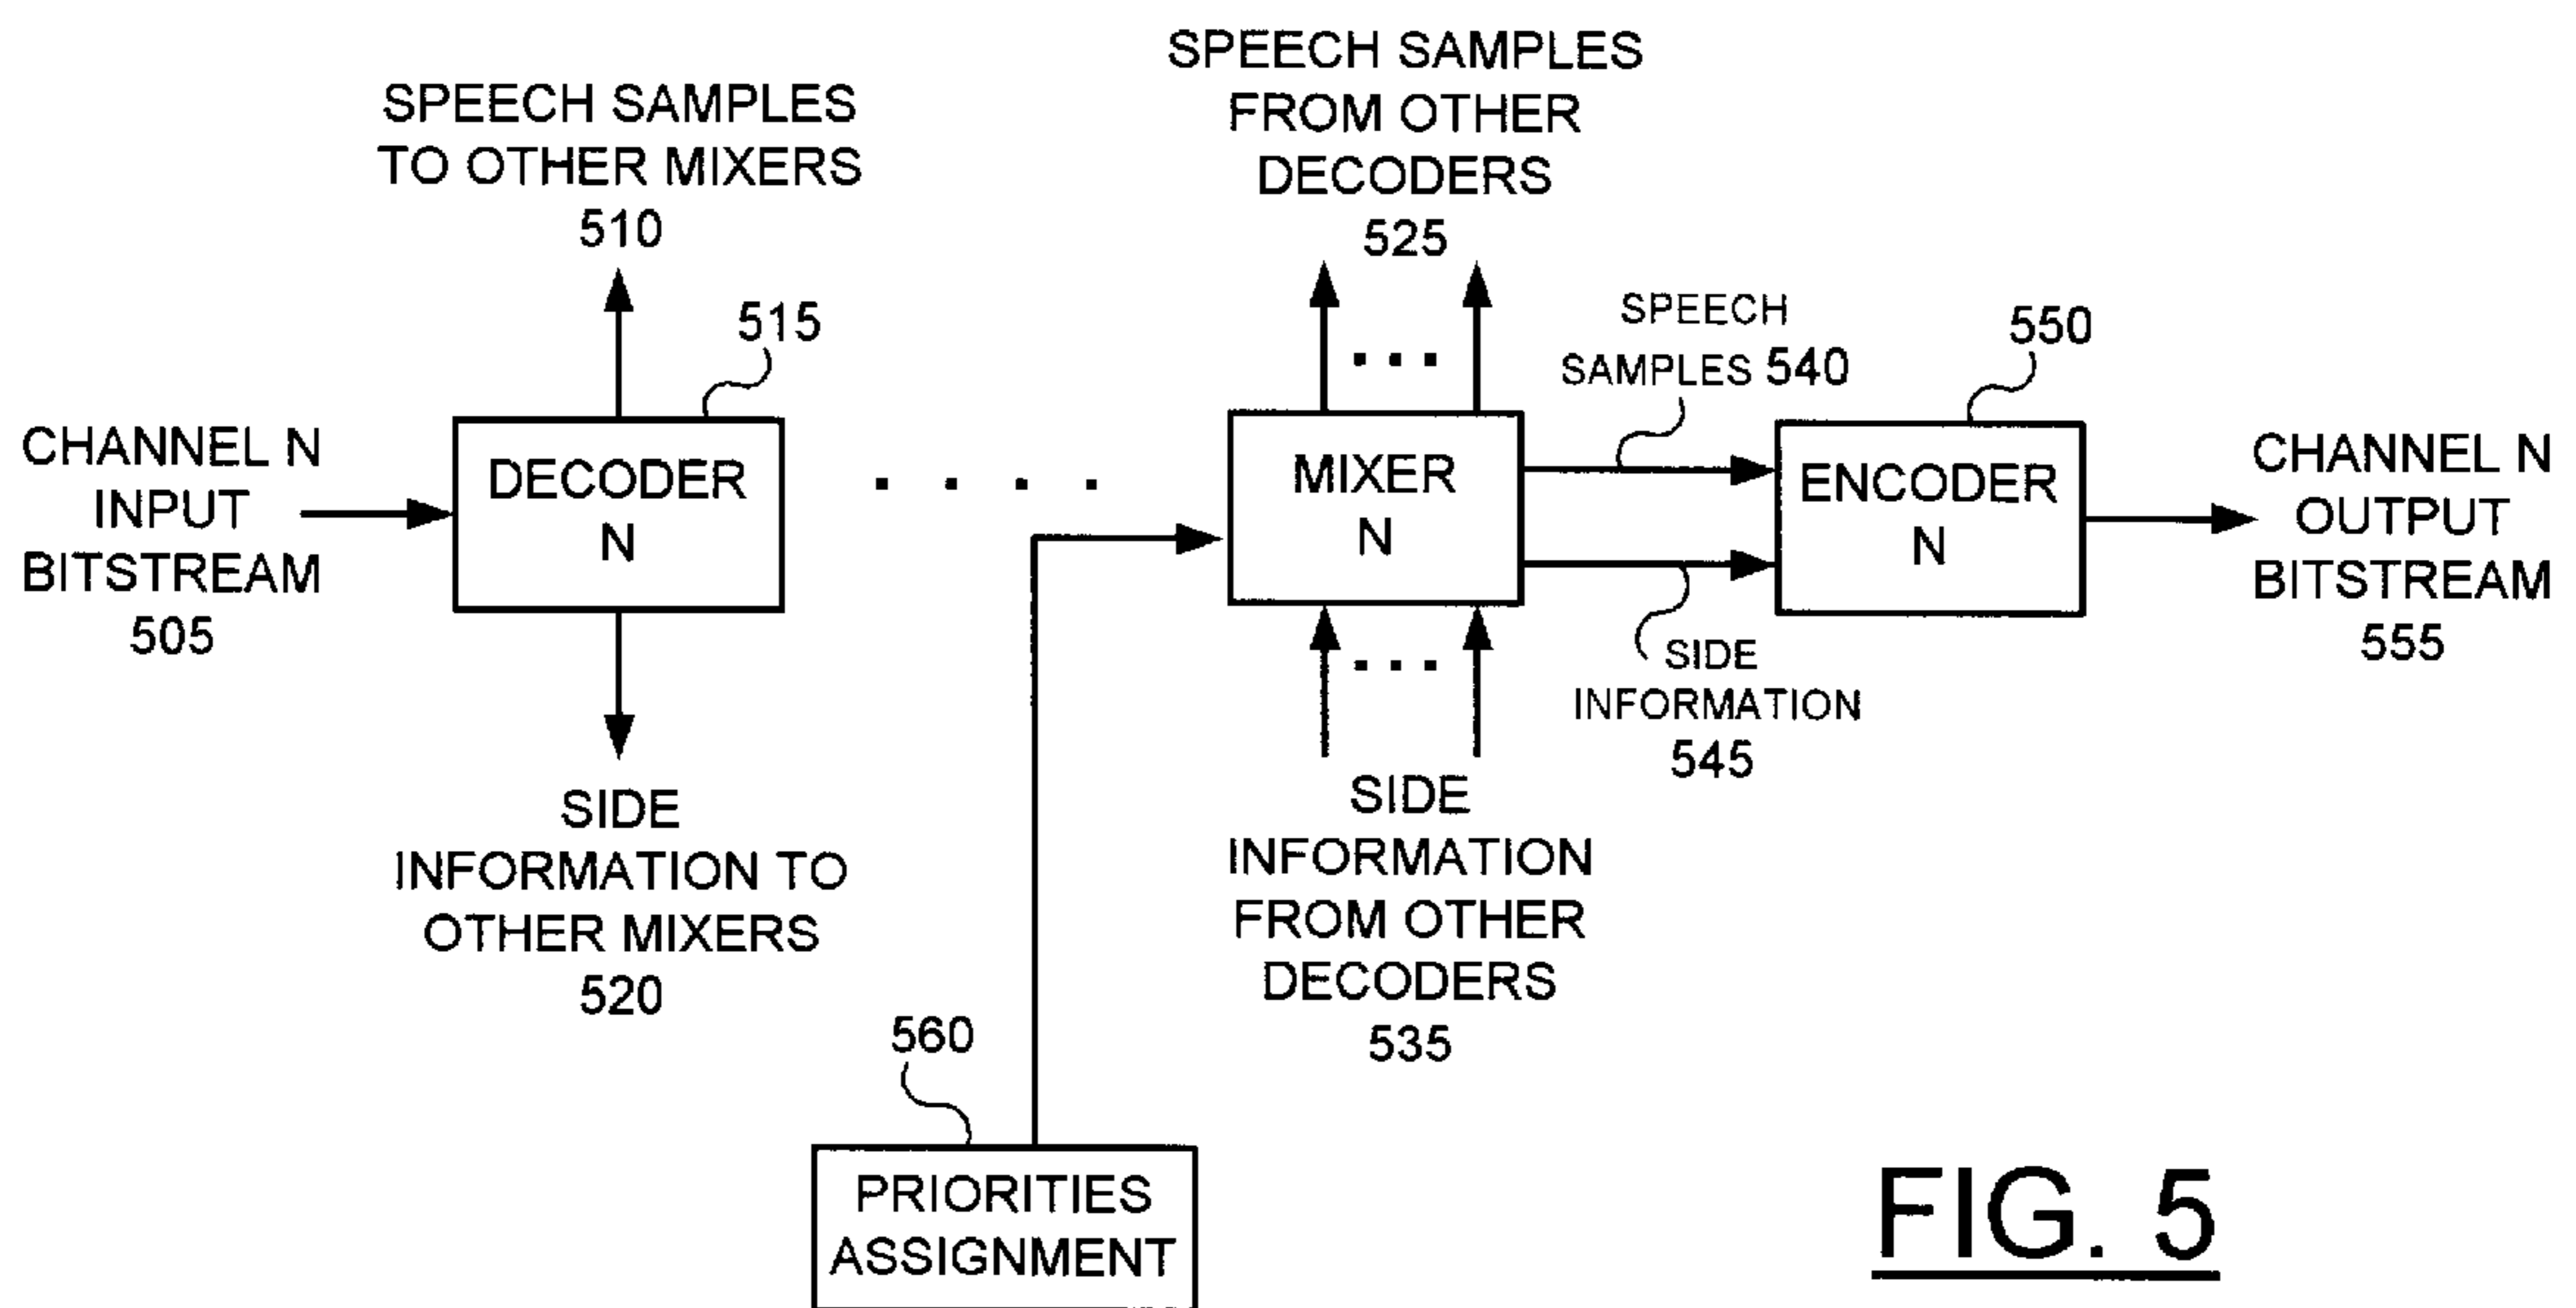 SPEECH SAMPLES
TO OTHER MIXERS
510
SPEECH SAMPLES
FROM OTHER
DECODERS
525
515
SPEECH
SAMPLES 540
550
CHANNEL N
INPUT
BITSTREAM
505
DECODER
N
. . . .
MIXER
N
...
...
ENCODER
N
CHANNEL N
OUTPUT
BITSTREAM
555
SIDE
INFORMATION
545
SIDE
INFORMATION TO
OTHER MIXERS
520
SIDE
INFORMATION
FROM OTHER
DECODERS
535
560
PRIORITIES
ASSIGNMENT
FIG. 5